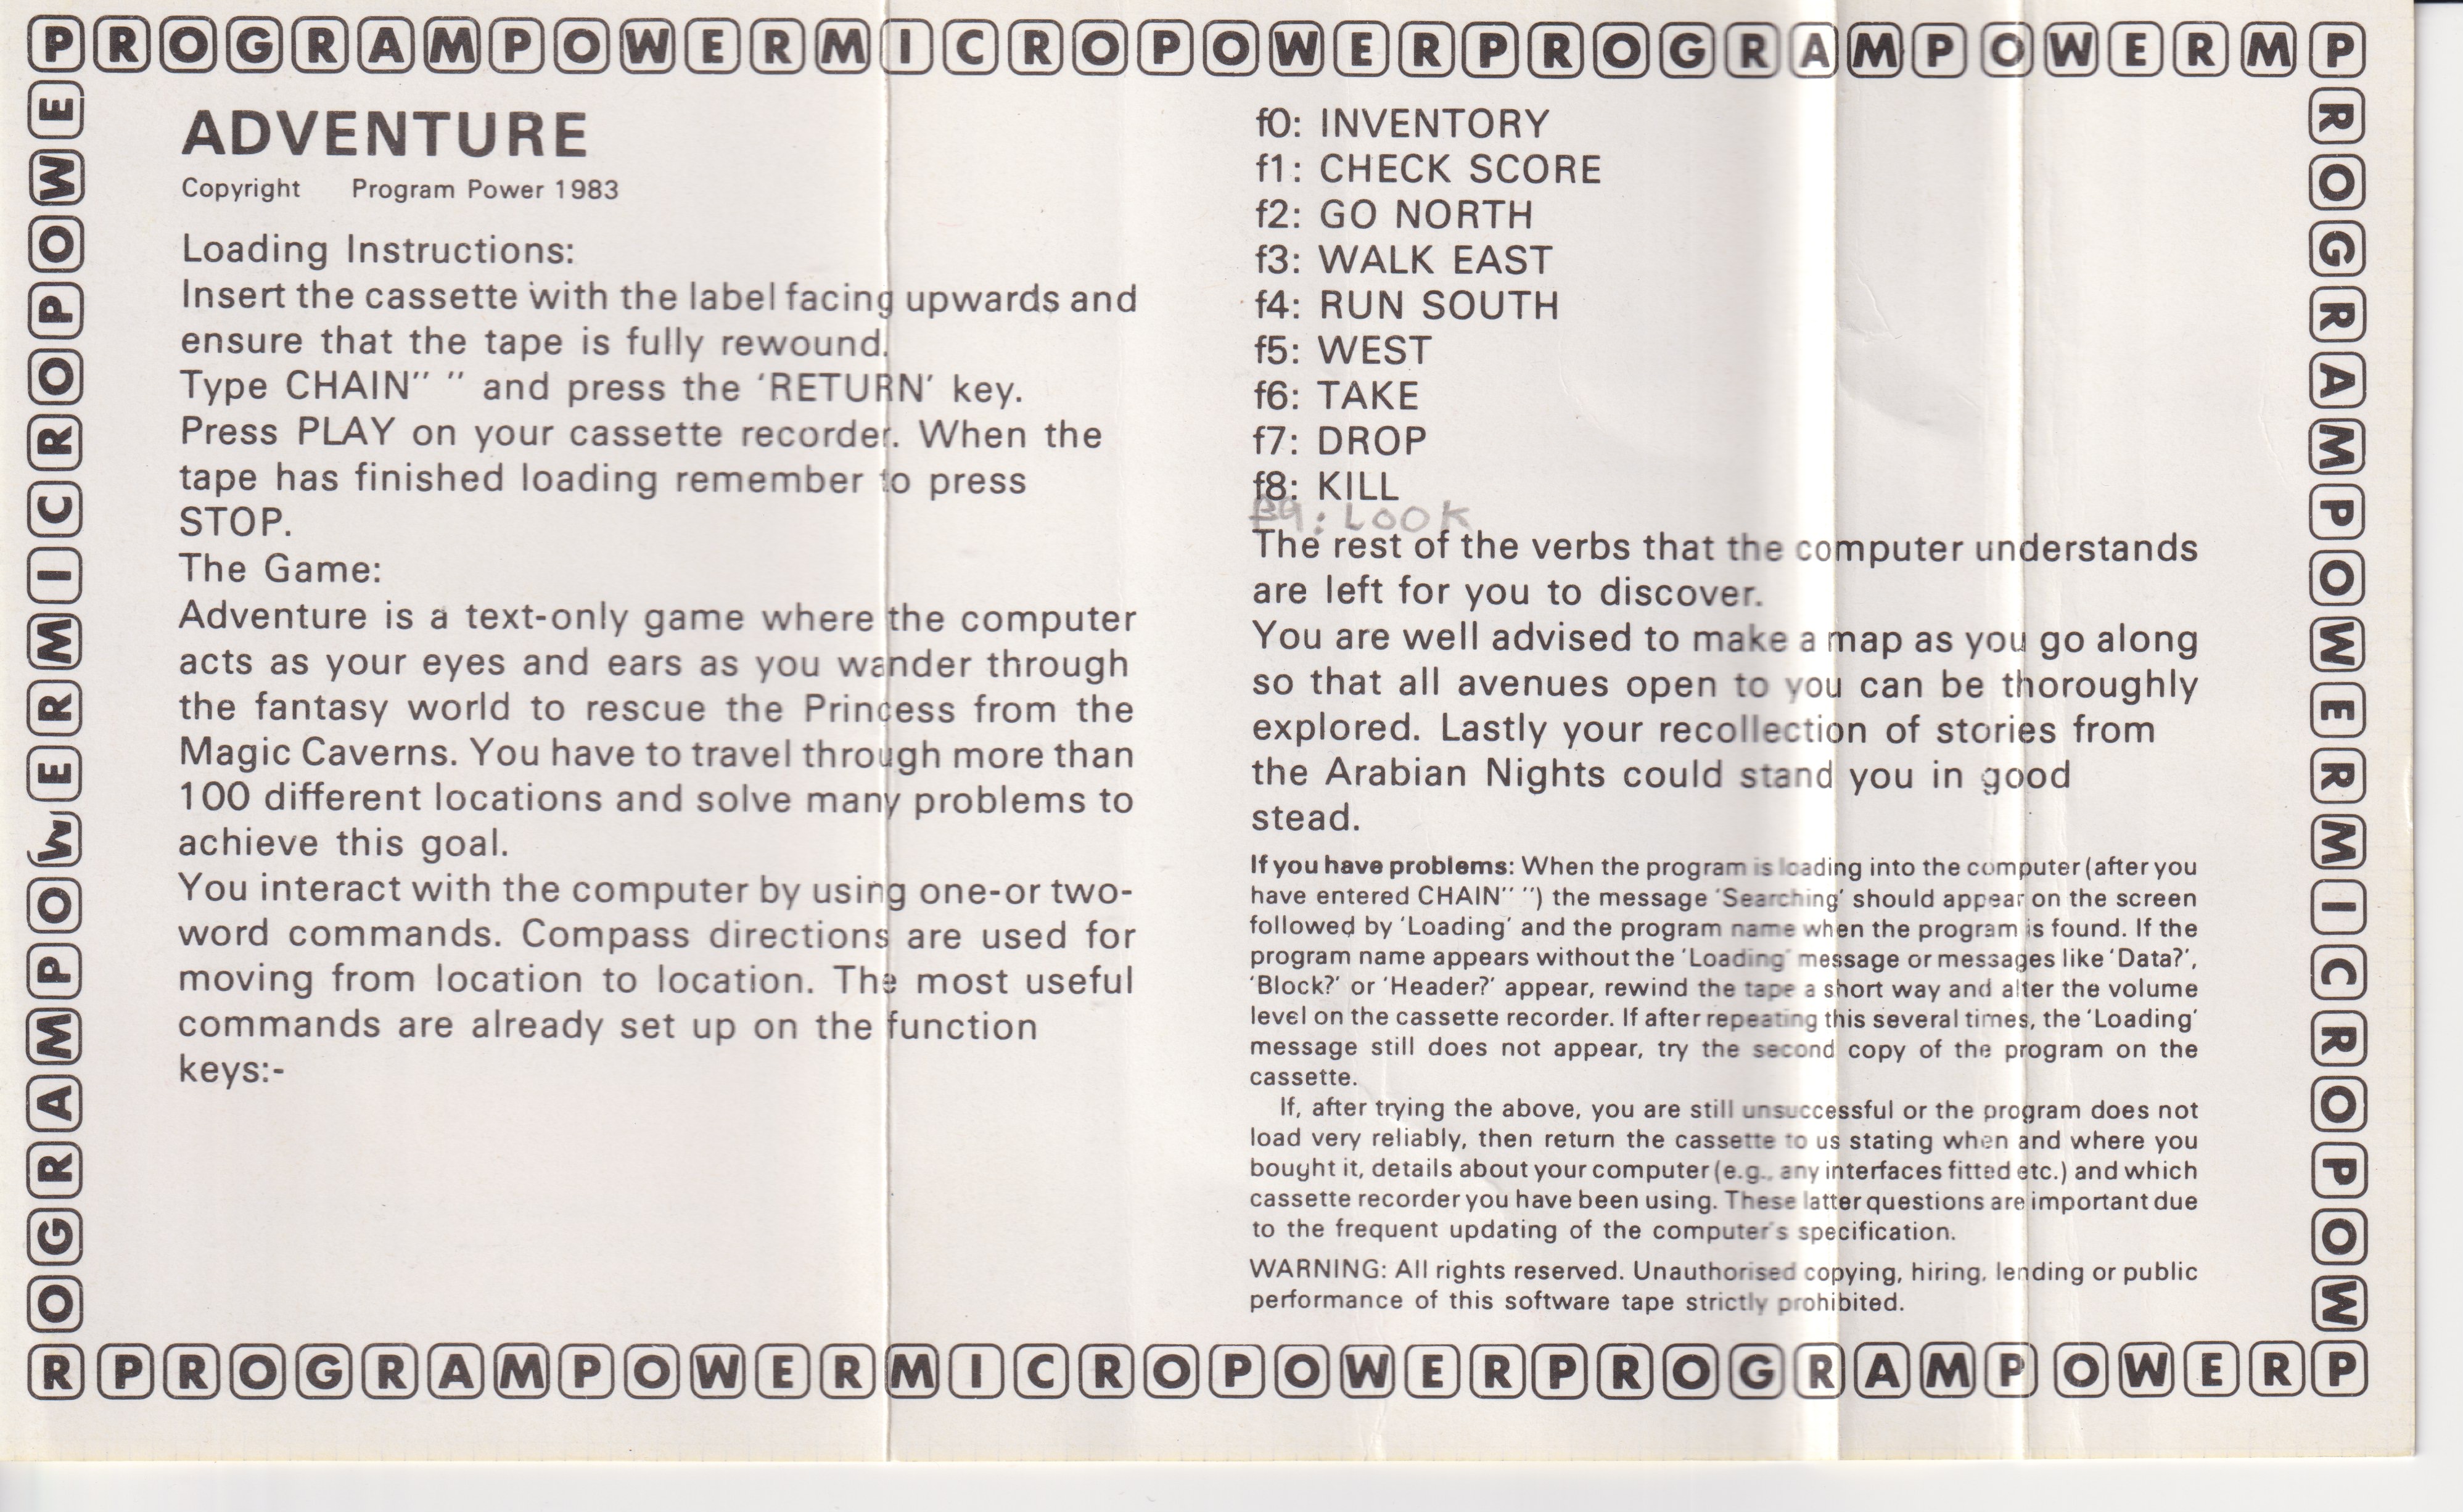 PROGRAMPOWERMICROPOWERPROGRAMPOWERMP
ADVENTURE
Copyright Program Power 1983
Loading Instructions:
Insert the cassette with the label facing upwards and
ensure that the tape is fully rewound.
Type CHAIN" " and press the 'RETURN' key.
Press PLAY on your cassette recorder. When the
tape has finished loading remember to press
STOP.
The Game:
Adventure is a text-only game where the computer
acts as your eyes and ears as you wander through
the fantasy world to rescue the Princess from the
Magic Caverns. You have to travel through more than
100 different locations and solve many problems to
achieve this goal.
You interact with the computer by using one-or two-
word commands. Compass directions are used for
moving from location to location. The most useful
commands are already set up on the function
keys:-
f0: INVENTORY
f1: CHECK SCORE
f2: GO NORTH
f3: WALK EAST
f4: RUN SOUTH
f5: WEST
f6: TAKE
f7: DROP
f8: KILL
f9: LOOK
The rest of the verbs that the computer understands
are left for you to discover.
You are well advised to make a map as you go along
so that all avenues open to you can be thoroughly
explored. Lastly your recollection of stories from
the Arabian Nights could stand you in good
stead.
If you have problems: When the program is loading into the computer (after you
have entered CHAIN" ") the message 'Searching' should appear on the screen
followed by 'Loading' and the program name when the program is found. If the
program name appears without the 'Loading' message or messages like 'Data?',
'Block?' or 'Header?' appear, rewind the tape a short way and alter the volume
level on the cassette recorder. If after repeating this several times, the 'Loading'
message still does not appear, try the second copy of the program on the
cassette.
If, after trying the above, you are still unsuccessful or the program does not
load very reliably, then return the cassette to us stating when and where you
bought it, details about your computer (e.g., any interfaces fitted etc.) and which
cassette recorder you have been using. These latter questions are important due
to the frequent updating of the computer's specification.
WARNING: All rights reserved. Unauthorised copying, hiring, lending or public
performance of this software tape strictly prohibited.
ROGRAMPOWERMICROPOWE
ROGRAMPOWERMICROPOW
RPROGRAMPOWERMICROPOWERPROGRAMPOWERP